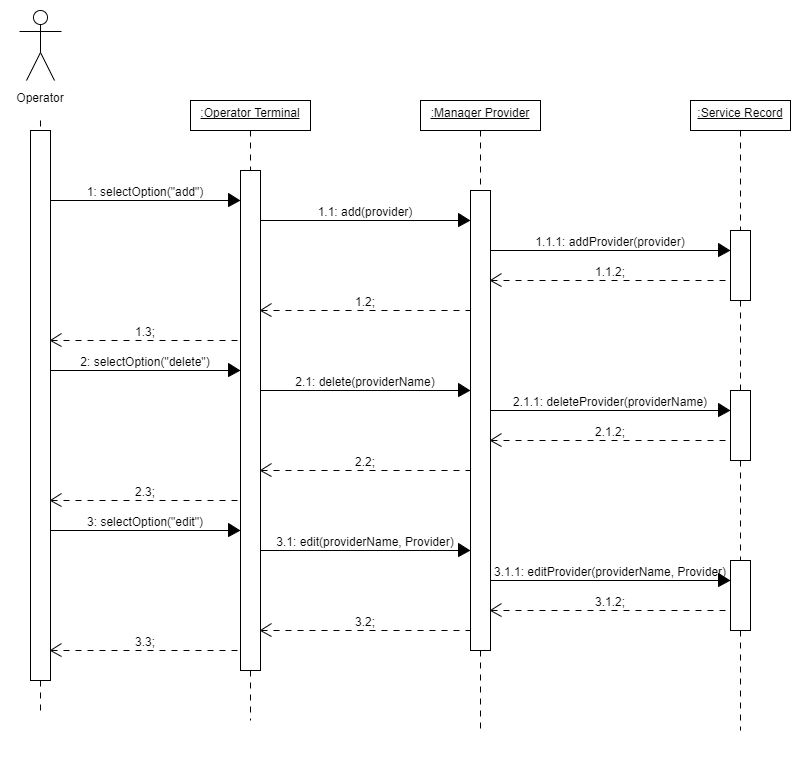 Operator
:Operator Terminal
:Manager Provider
:Service Record
1: selectOption("add")
1.1: add(provider)
1.1.1: addProvider(provider)
1.1.2;
1.2;
1.3;
2: selectOption("delete")
2.1: delete(providerName)
2.1.1: deleteProvider(providerName)
2.1.2;
2.2;
2.3;
3: selectOption("edit")
3.1: edit(providerName, Provider)
3.1.1: editProvider(providerName, Provider)
3.1.2;
3.2;
3.3;